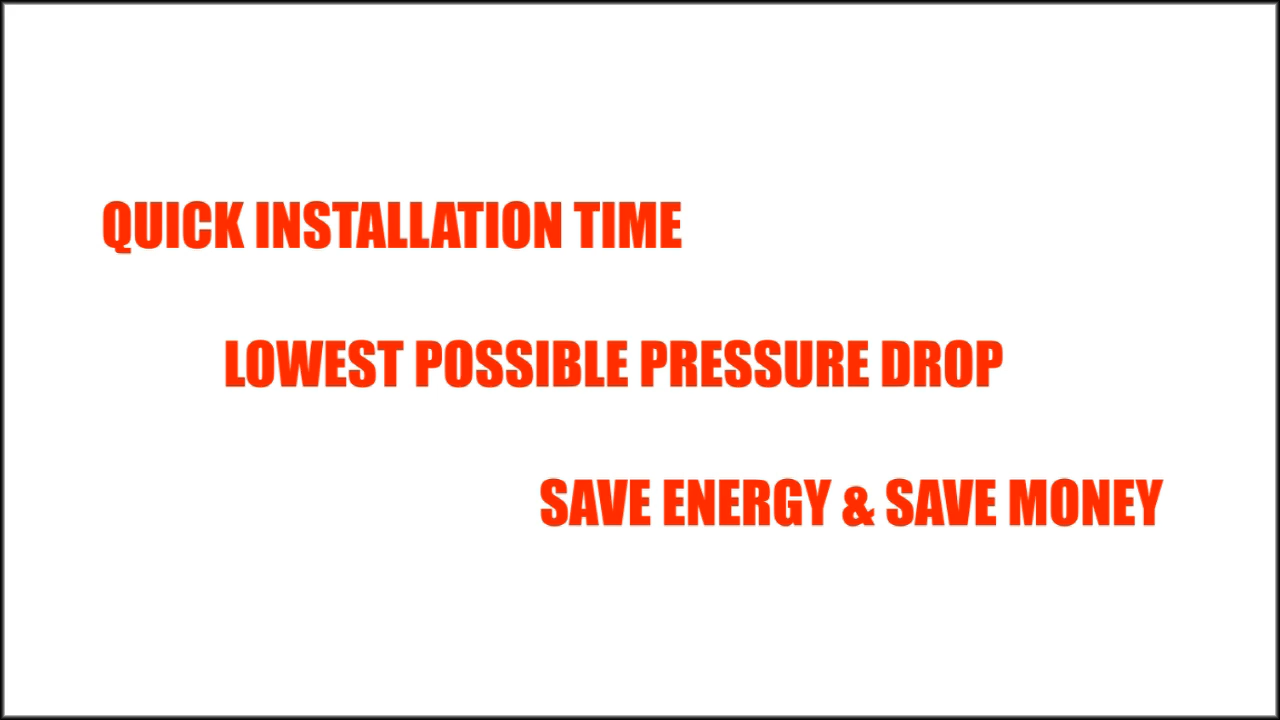 QUICK INSTALLATION TIME
LOWEST POSSIBLE PRESSURE DROP
SAVE ENERGY & SAVE MONEY